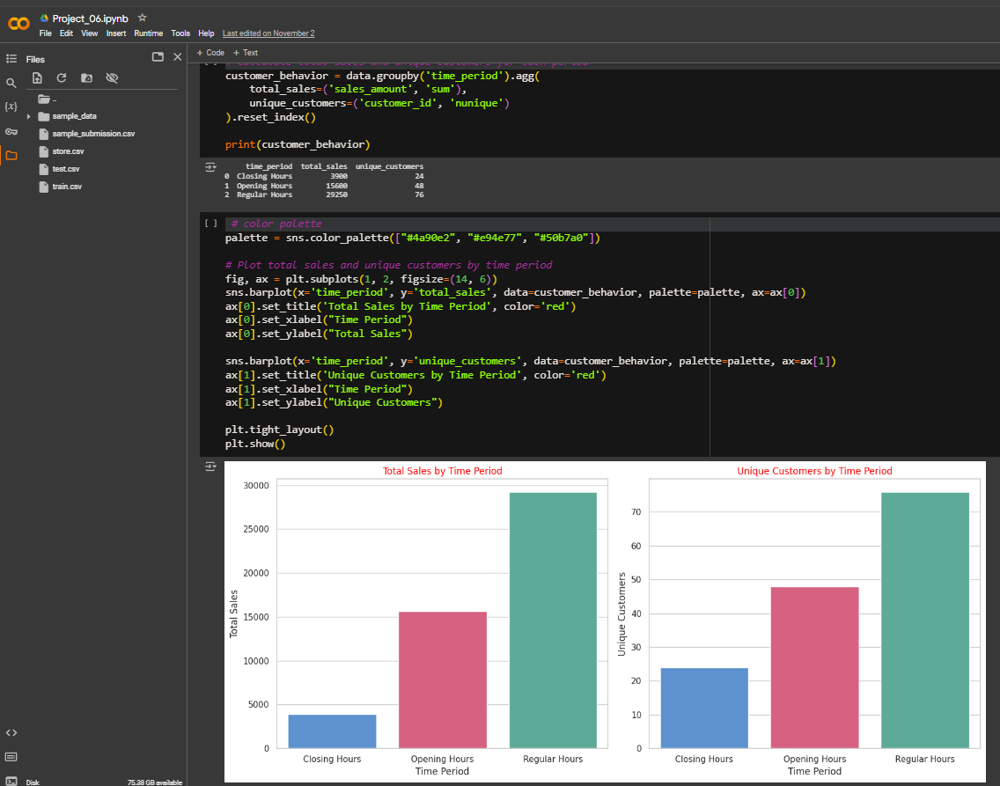 Project_06.ipynb
File Edit View Insert Runtime Tools Help Last edited on November 2
Files
+ Code + Text
..
sample_data
sample_submission.csv
store.csv
test.csv
train.csv
{x}
[ ] # Calculate total sales and unique customers for each period
customer_behavior = data.groupby('time_period').agg(
total_sales=('sales_amount', 'sum'),
unique_customers=('customer_id', 'nunique')
).reset_index()
print(customer_behavior)
time_period total_sales unique_customers
0 Closing Hours 3900 24
1 Opening Hours 15600 48
2 Regular Hours 29250 76
[ ] # color palette
palette = sns.color_palette(["#4a90e2", "#e94e77", "#50b7a0"])
# Plot total sales and unique customers by time period
fig, ax = plt.subplots(1, 2, figsize=(14, 6))
sns.barplot(x='time_period', y='total_sales', data=customer_behavior, palette=palette, ax=ax[0])
ax[0].set_title('Total Sales by Time Period', color='red')
ax[0].set_xlabel("Time Period")
ax[0].set_ylabel("Total Sales")
sns.barplot(x='time_period', y='unique_customers', data=customer_behavior, palette=palette, ax=ax[1])
ax[1].set_title('Unique Customers by Time Period', color='red')
ax[1].set_xlabel("Time Period")
ax[1].set_ylabel("Unique Customers")
plt.tight_layout()
plt.show()
Total Sales by Time Period
30000
25000
20000
15000
10000
5000
0
Total Sales
Closing Hours Opening Hours Regular Hours
Time Period
Unique Customers by Time Period
70
60
50
40
30
20
10
0
Unique Customers
Closing Hours Opening Hours Regular Hours
Time Period
Disk 75.38 GB available